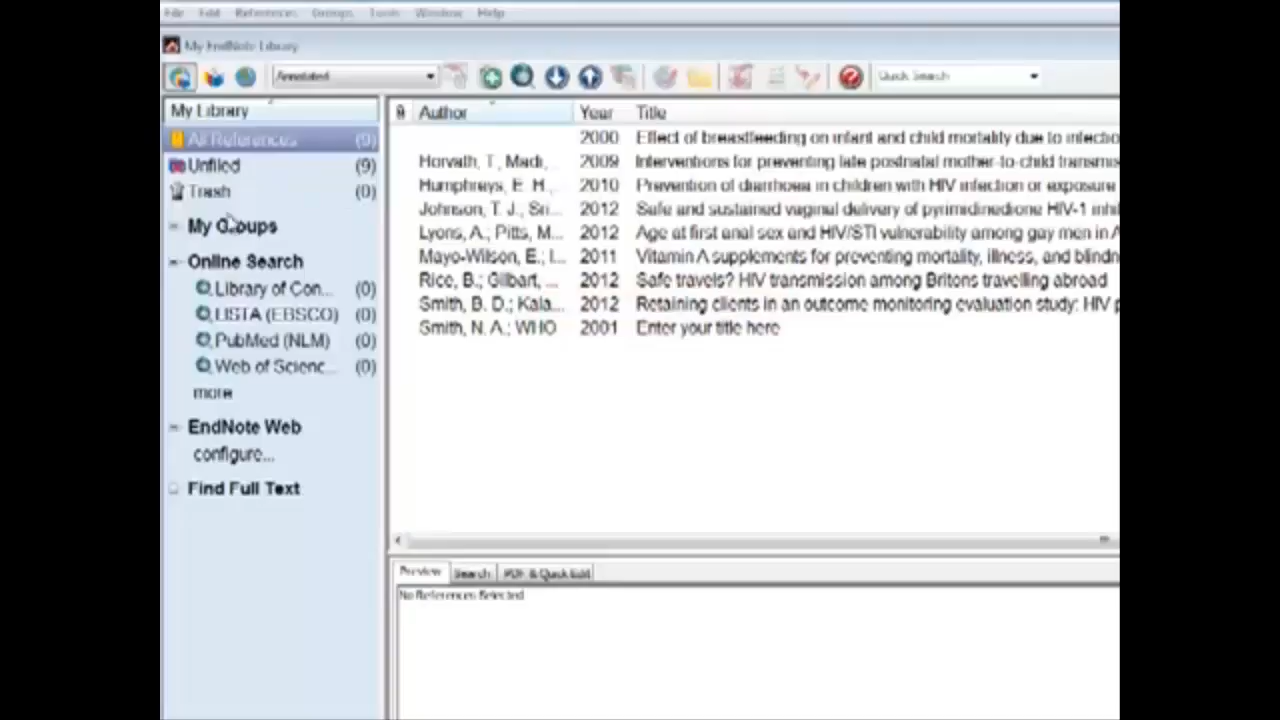 File Edit References Groups Tools Window Help
My EndNote Library
Annotated
Quick Search
My Library
All References (9)
Unfiled (9)
Trash (0)
My Groups
Online Search
Library of Con... (0)
LISTA (EBSCO) (0)
PubMed (NLM) (0)
Web of Scienc... (0)
more
EndNote Web
configure...
Find Full Text
Author Year Title
2000 Effect of breastfeeding on infant and child mortality due to infectio
Horvath, T., Madi,... 2009 Interventions for preventing late postnatal mother-to-child transmis
Humphreys, E. H.,... 2010 Prevention of diarrhoea in children with HIV infection or exposure
Johnson, T. J.; Sri... 2012 Safe and sustained vaginal delivery of pyrimidinedione HIV-1 inhi
Lyons, A.; Pitts, M... 2012 Age at first anal sex and HIV/STI vulnerability among gay men in A
Mayo-Wilson, E.; I... 2011 Vitamin A supplements for preventing mortality, illness, and blindn
Rice, B.; Gilbart, ... 2012 Safe travels? HIV transmission among Britons travelling abroad
Smith, B. D.; Kala... 2012 Retaining clients in an outcome monitoring evaluation study: HIV p
Smith, N. A.; WHO 2001 Enter your title here
Preview Search PDF & Quick Edit
No References Selected